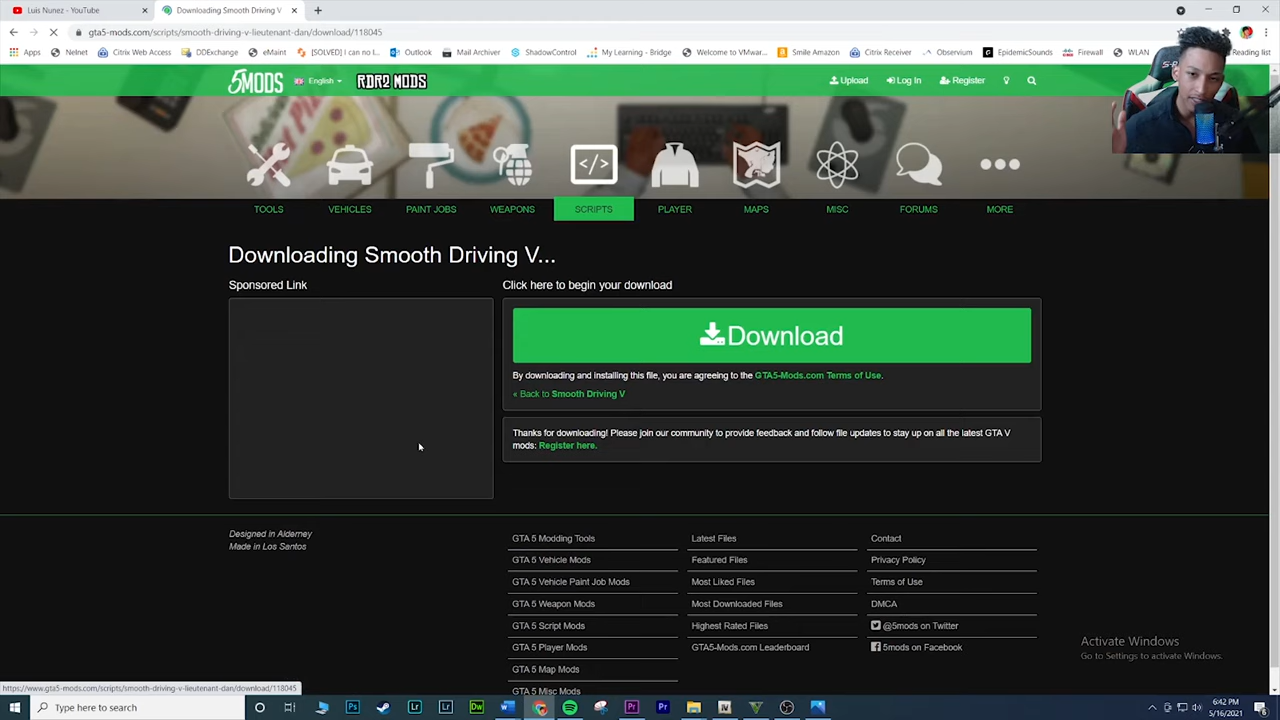 Luis Nunez - YouTube
Downloading Smooth Driving V
gta5-mods.com/scripts/smooth-driving-v-lieutenant-dan/download/118045
Apps
Nelnet
Citrix Web Access
DDExchange
eMaint
[SOLVED] I can no l...
Outlook
Mail Archiver
ShadowControl
My Learning - Bridge
Welcome to VMwar...
Smile Amazon
Citrix Receiver
Observium
EpidemicSounds
Firewall
WLAN
Reading list
5MODS
English
RDR2 MODS
Upload
Log In
Register
TOOLS
VEHICLES
PAINT JOBS
WEAPONS
SCRIPTS
PLAYER
MAPS
MISC
FORUMS
MORE
Downloading Smooth Driving V...
Sponsored Link
Click here to begin your download
Download
By downloading and installing this file, you are agreeing to the GTA5-Mods.com Terms of Use.
« Back to Smooth Driving V
Thanks for downloading! Please join our community to provide feedback and follow file updates to stay up on all the latest GTA V
mods: Register here.
Designed in Alderney
Made in Los Santos
GTA 5 Modding Tools
GTA 5 Vehicle Mods
GTA 5 Vehicle Paint Job Mods
GTA 5 Weapon Mods
GTA 5 Script Mods
GTA 5 Player Mods
GTA 5 Map Mods
GTA 5 Misc Mods
Latest Files
Featured Files
Most Liked Files
Most Downloaded Files
Highest Rated Files
GTA5-Mods.com Leaderboard
Contact
Privacy Policy
Terms of Use
DMCA
@5mods on Twitter
5mods on Facebook
Activate Windows
Go to Settings to activate Windows.
https://www.gta5-mods.com/scripts/smooth-driving-v-lieutenant-dan/download/118045
Type here to search
6:42 PM
5/16/2021